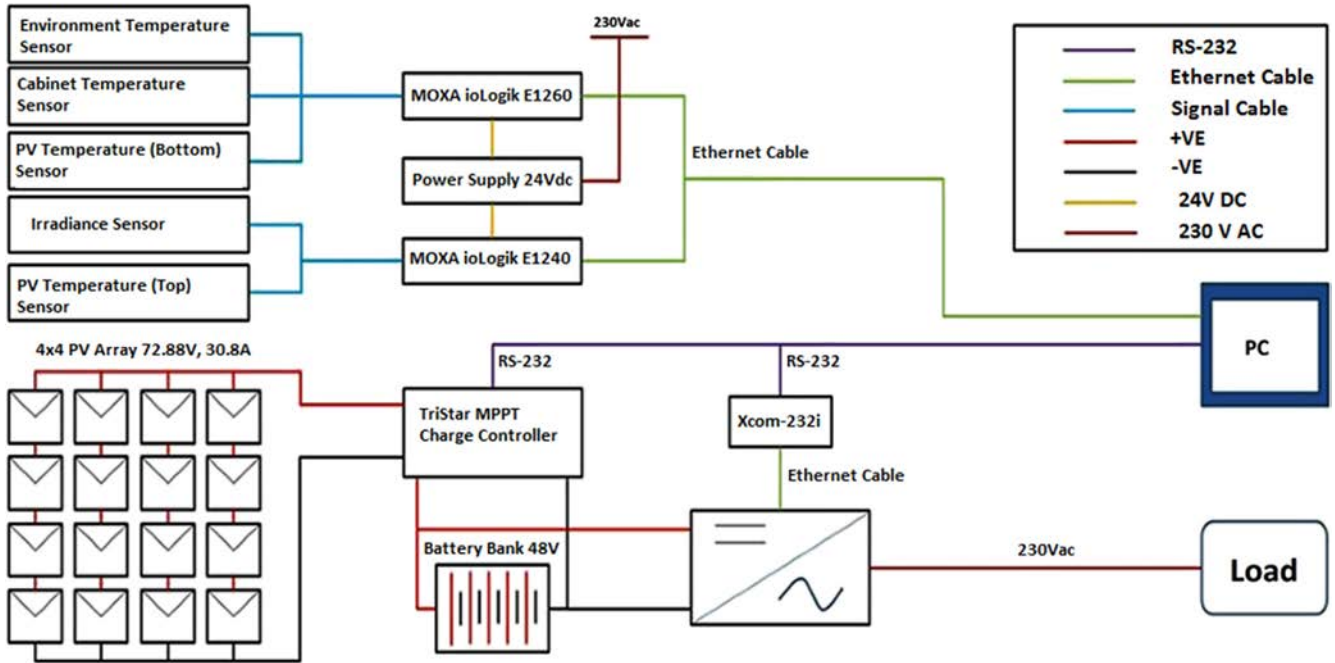 Environment Temperature
Sensor
Cabinet Temperature
Sensor
PV Temperature (Bottom)
Sensor
Irradiance Sensor
PV Temperature (Top)
Sensor
MOXA ioLogik E1260
Power Supply 24Vdc
MOXA ioLogik E1240
230Vac
Ethernet Cable
RS-232
Ethernet Cable
Signal Cable
+VE
-VE
24V DC
230 V AC
PC
4x4 PV Array 72.88V, 30.8A
RS-232
RS-232
TriStar MPPT
Charge Controller
Xcom-232i
Ethernet Cable
Battery Bank 48V
230Vac
Load